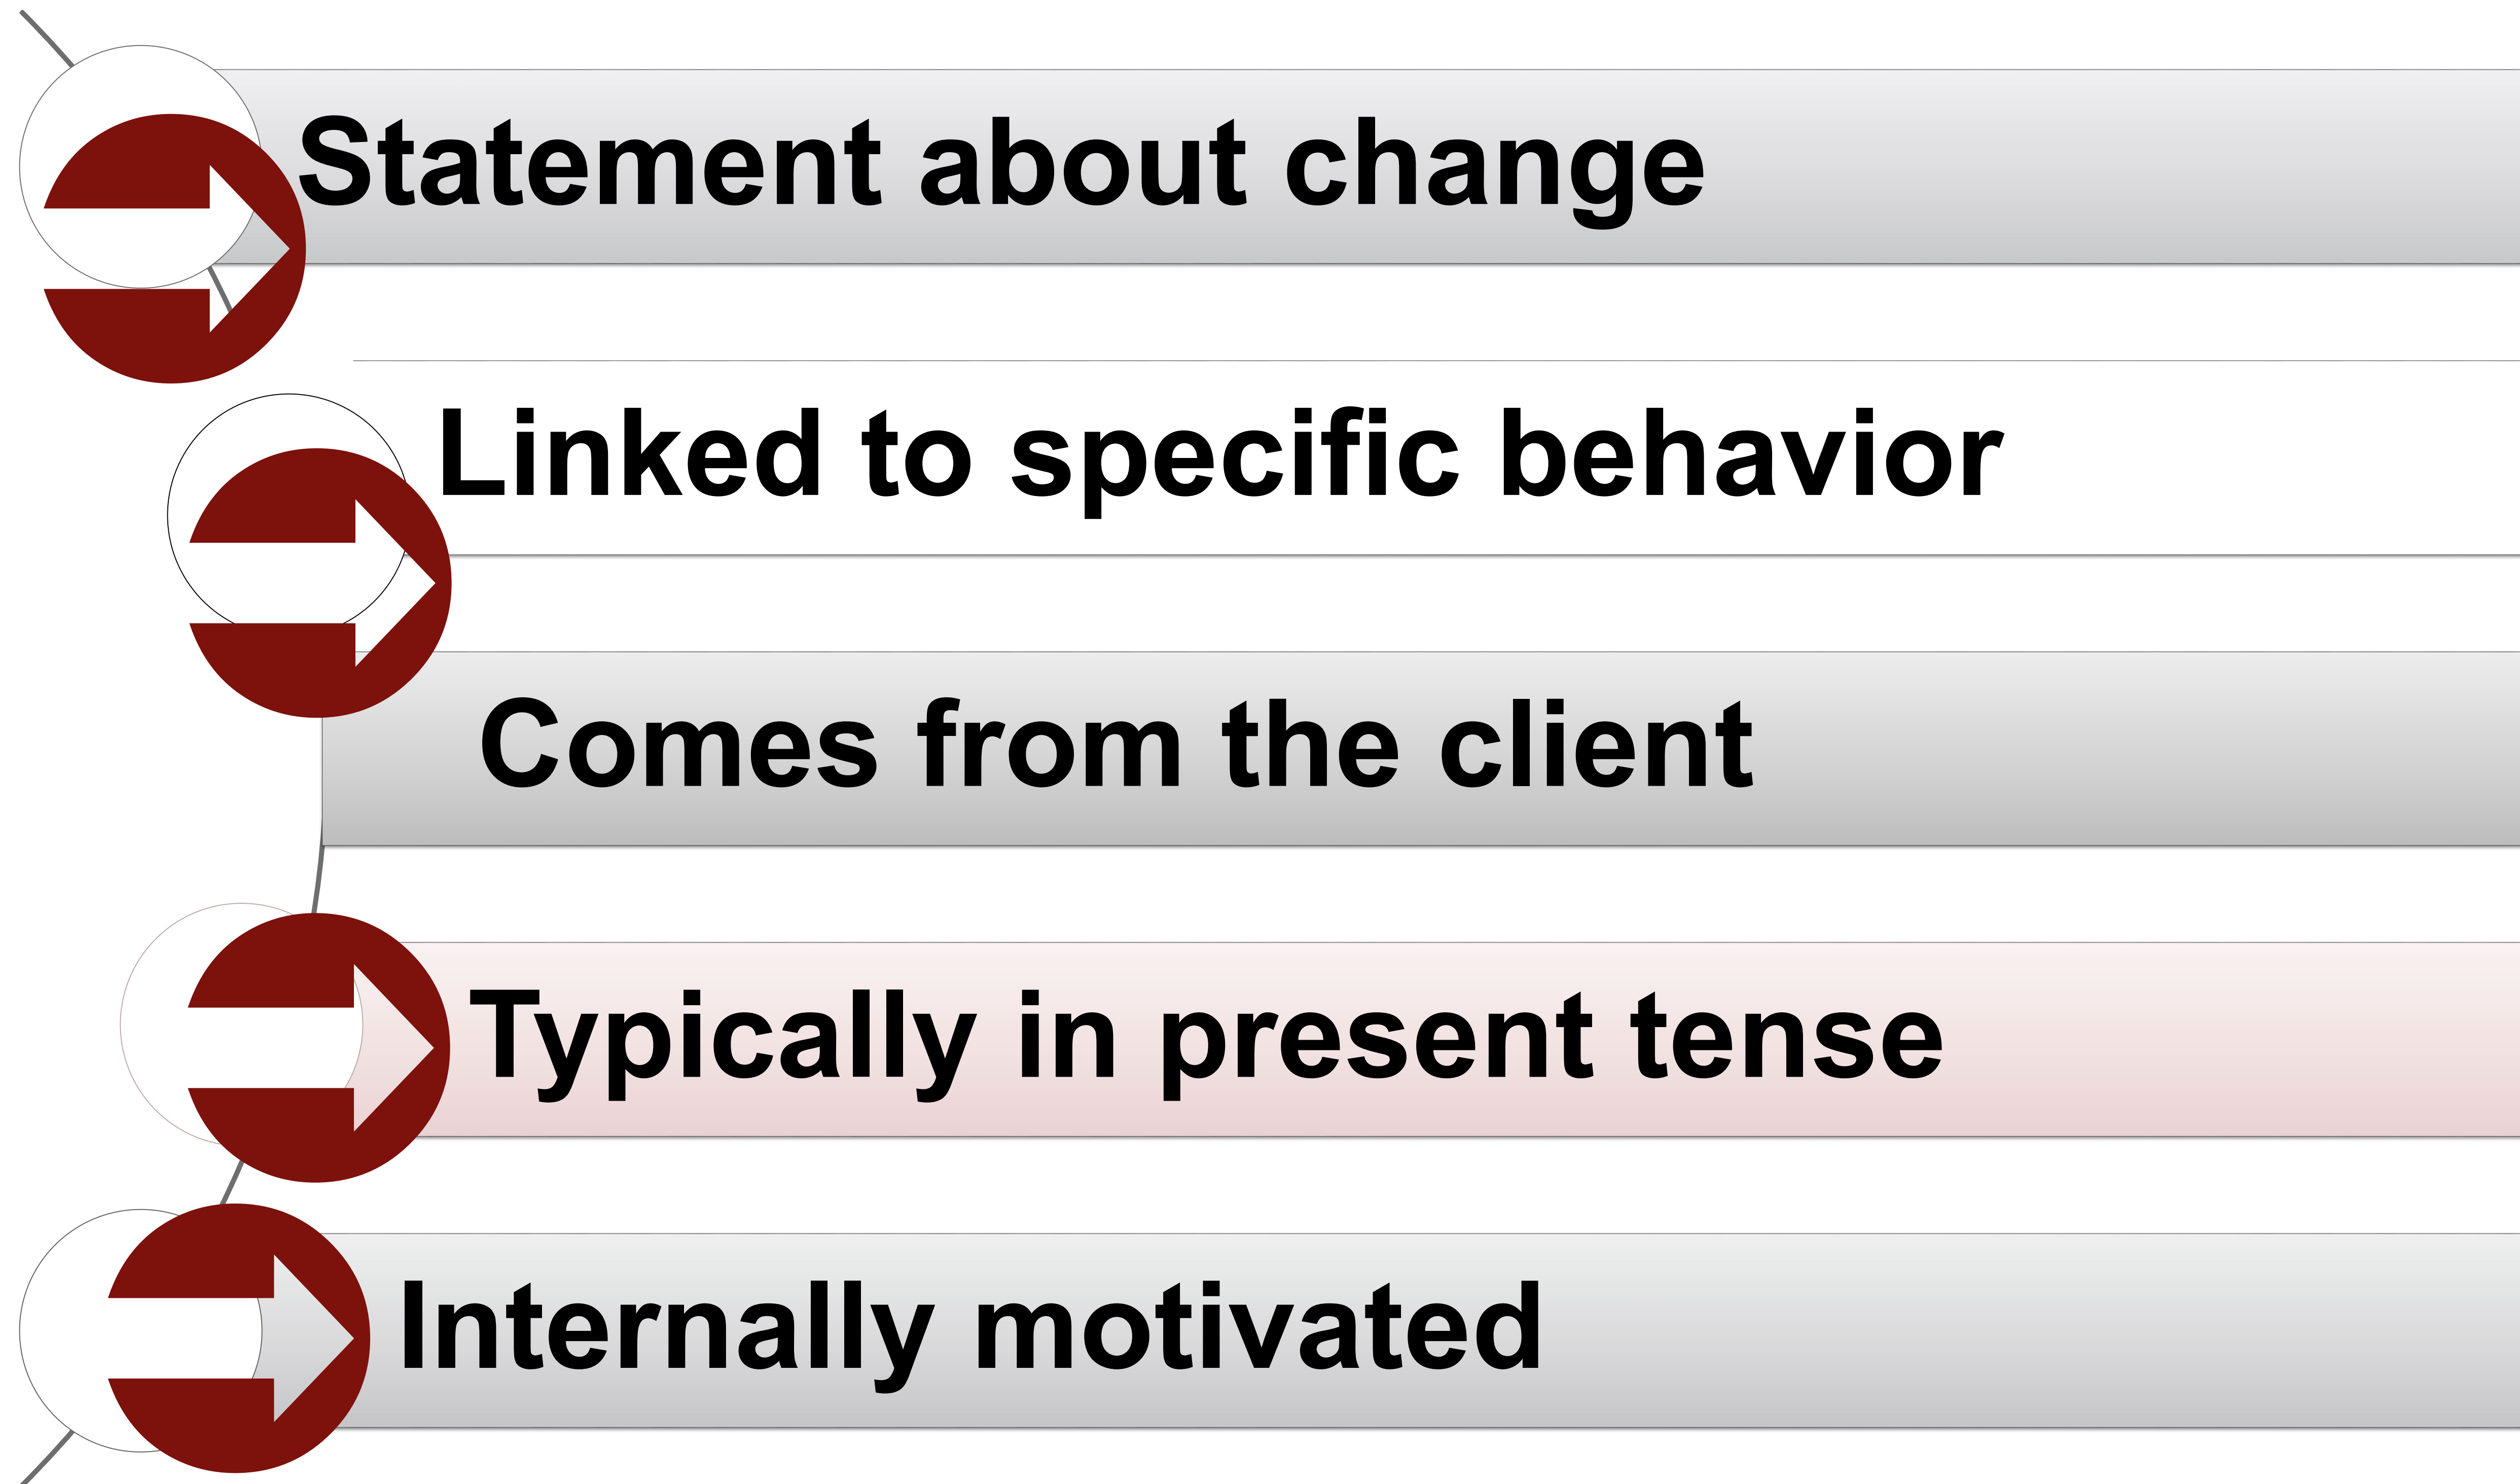 Statement about change
Linked to specific behavior
Comes from the client
Typically in present tense
Internally motivated